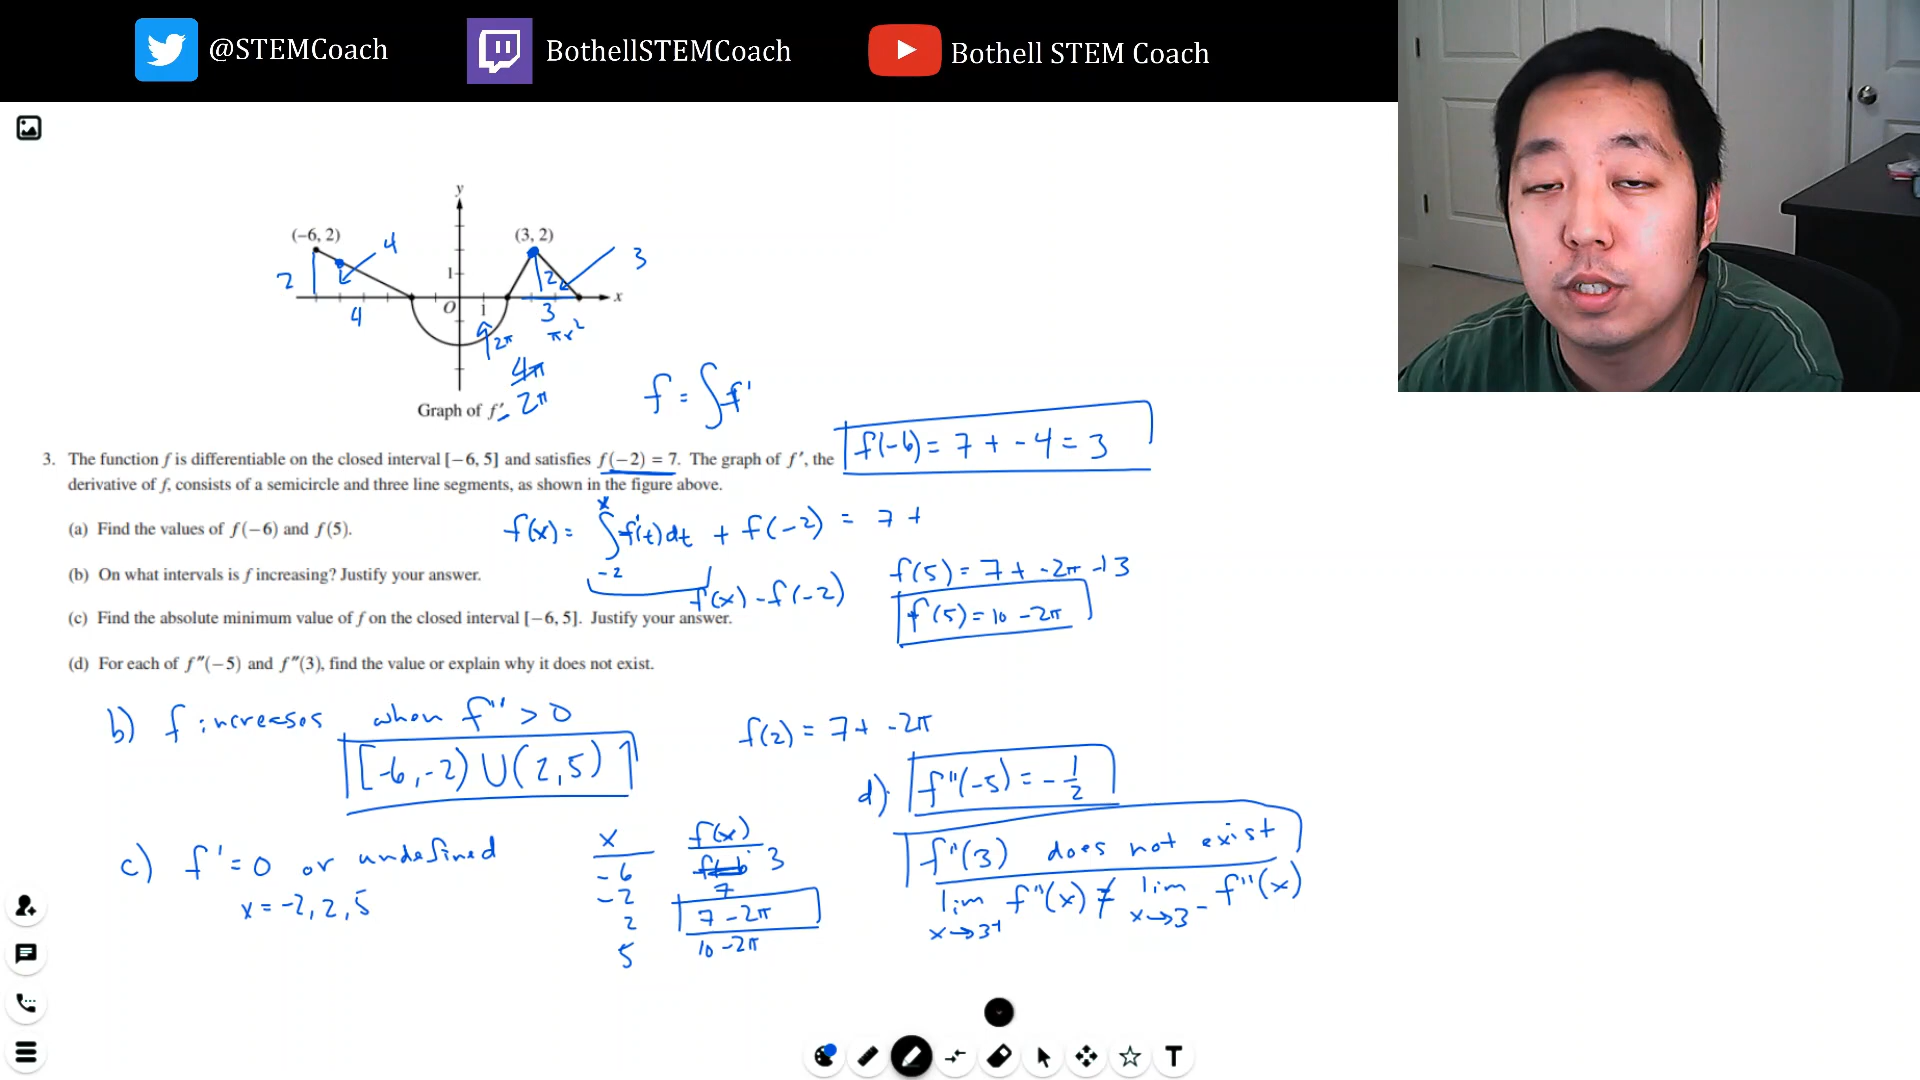 @STEMCoach BothellSTEMCoach Bothell STEM Coach
y
(−6, 2) (3, 2)
4 3
2 1 2
O 1 x
4 3
2π πr²
4π
Graph of f′ - 2π
f = ∫f'
f(-6) = 7 + -4 = 3
3. The function f is differentiable on the closed interval [−6, 5] and satisfies f(−2) = 7. The graph of f′, the
derivative of f, consists of a semicircle and three line segments, as shown in the figure above.
f(x) = ∫ₓ₋₂ f'(t)dt + f(-2) = 7 +
(a) Find the values of f(−6) and f(5).
(b) On what intervals is f increasing? Justify your answer.
f(x) - f(-2)
f(5) = 7 + -2π +3
f(5) = 10 - 2π
(c) Find the absolute minimum value of f on the closed interval [−6, 5]. Justify your answer.
(d) For each of f″(−5) and f″(3), find the value or explain why it does not exist.
b) f increases when f' > 0
[-6,-2) U (2,5)
f(2) = 7 + -2π
d) f''(-5) = -1/2
f''(3) does not exist
lim x→3+ f''(x) ≠ lim x→3- f''(x)
c) f' = 0 or undefined
x = -2, 2, 5
x f(x)
-6 3
-2 7
2 7 - 2π
5 10 - 2π
T